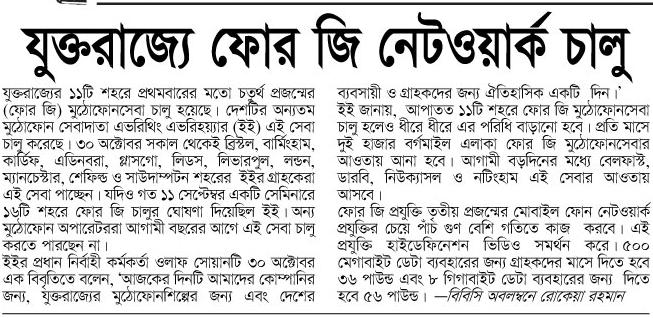 যুক্তরাজ্যে ফোর জি নেটওয়ার্ক চালু
যুক্তরাজ্যের ১১টি শহরে প্রথমবারের মতো চতুর্থ প্রজন্মের
(ফোর জি) মুঠোফোনসেবা চালু হয়েছে। দেশটির অন্যতম
মুঠোফোন সেবাদাতা এভরিথিং এভরিহয়্যার (ইই) এই সেবা
চালু করেছে। ৩০ অক্টোবর সকাল থেকেই ব্রিস্টল, বার্মিংহাম,
কার্ডিফ, এডিনবরা, গ্লাসগো, লিডস, লিভারপুল, লন্ডন,
ম্যানচেস্টার, শেফিল্ড ও সাউদাম্পটন শহরের ইইর গ্রাহকেরা
এই সেবা পাচ্ছেন। যদিও গত ১১ সেপ্টেম্বর একটি সেমিনারে
১৬টি শহরে ফোর জি চালুর ঘোষণা দিয়েছিল ইই। অন্য
মুঠোফোন অপারেটররা আগামী বছরের আগে এই সেবা চালু
করতে পারছেন না।
ইইর প্রধান নির্বাহী কর্মকর্তা ওলাফ সোয়ানটি ৩০ অক্টোবর
এক বিবৃতিতে বলেন, ‘আজকের দিনটি আমাদের কোম্পানির
জন্য, যুক্তরাজ্যের মুঠোফোনশিল্পের জন্য এবং দেশের
ব্যবসায়ী ও গ্রাহকদের জন্য ঐতিহাসিক একটি দিন।’
ইই জানায়, আপাতত ১১টি শহরে ফোর জি মুঠোফোনসেবা
চালু হলেও ধীরে ধীরে এর পরিধি বাড়ানো হবে। প্রতি মাসে
দুই হাজার বর্গমাইল এলাকা ফোর জি মুঠোফোনসেবার
আওতায় আনা হবে। আগামী বড়দিনের মধ্যে বেলফাস্ট,
ডারবি, নিউক্যাসল ও নটিংহাম এই সেবার আওতায়
আসবে।
ফোর জি প্রযুক্তি তৃতীয় প্রজন্মের মোবাইল ফোন নেটওয়ার্ক
প্রযুক্তির চেয়ে পাঁচ গুণ বেশি গতিতে কাজ করবে। এই
প্রযুক্তি হাইডেফিনেশন ভিডিও সমর্থন করে। ৫০০
মেগাবাইট ডেটা ব্যবহারের জন্য গ্রাহকদের মাসে দিতে হবে
৩৬ পাউন্ড এবং ৮ গিগাবাইট ডেটা ব্যবহারের জন্য দিতে
হবে ৫৬ পাউন্ড। —বিবিসি অবলম্বনে রোকেয়া রহমান